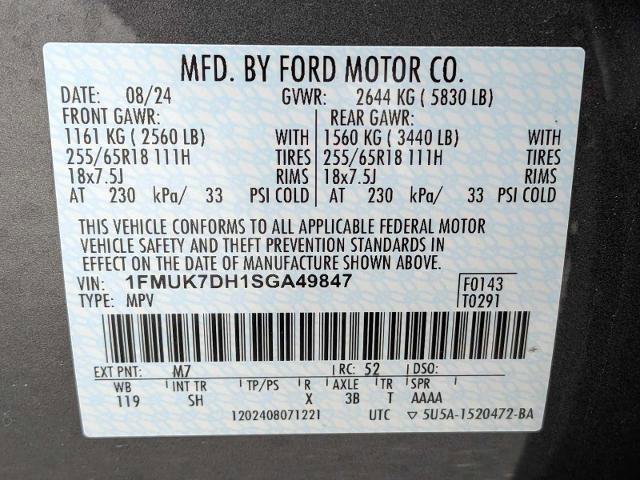 MFD. BY FORD MOTOR CO.
DATE: 08/24 GVWR: 2644 KG ( 5830 LB)
FRONT GAWR: REAR GAWR:
1161 KG ( 2560 LB) WITH 1560 KG ( 3440 LB) WITH
255/65R18 111H TIRES 255/65R18 111H TIRES
18x7.5J RIMS 18x7.5J RIMS
AT 230 kPa/ 33 PSI COLD AT 230 kPa/ 33 PSI COLD
THIS VEHICLE CONFORMS TO ALL APPLICABLE FEDERAL MOTOR
VEHICLE SAFETY AND THEFT PREVENTION STANDARDS IN
EFFECT ON THE DATE OF MANUFACTURE SHOWN ABOVE.
VIN: 1FMUK7DH1SGA49847 F0143
TYPE: MPV T0291
EXT PNT: M7 RC: 52 DSO:
WB INT TR TP/PS R AXLE TR SPR
119 SH X 3B T AAAA
1202408071221 UTC ▽ 5U5A-1520472-BA